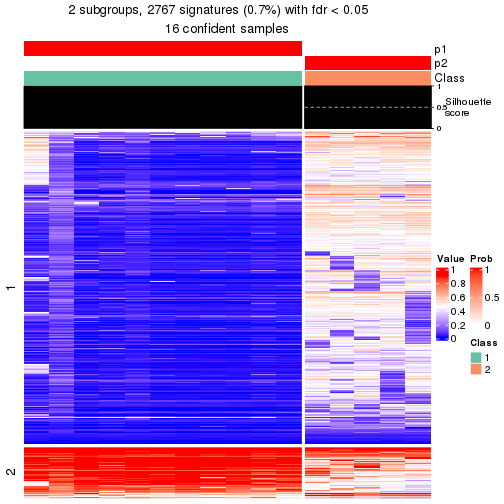 2 subgroups, 2767 signatures (0.7%) with fdr < 0.05
16 confident samples
p1
p2
Class
1
0.5
0
Silhouette
score
1
2
Value
1
0.8
0.6
0.4
0.2
0
Prob
1
0.5
0
Class
1
2